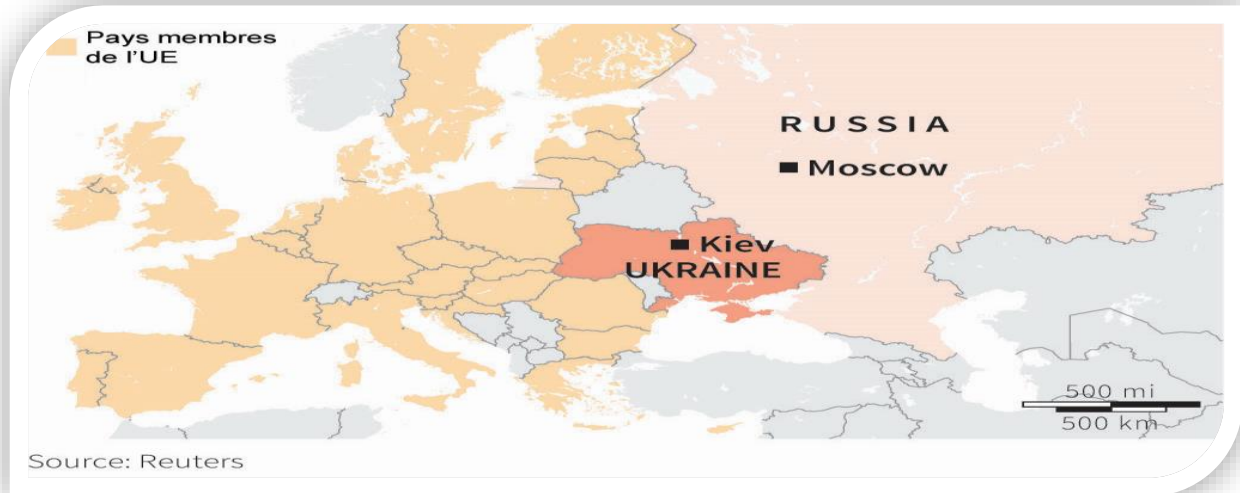 Pays membres
de l'UE
RUSSIA
Moscow
Kiev
UKRAINE
500 mi
500 km
Source: Reuters